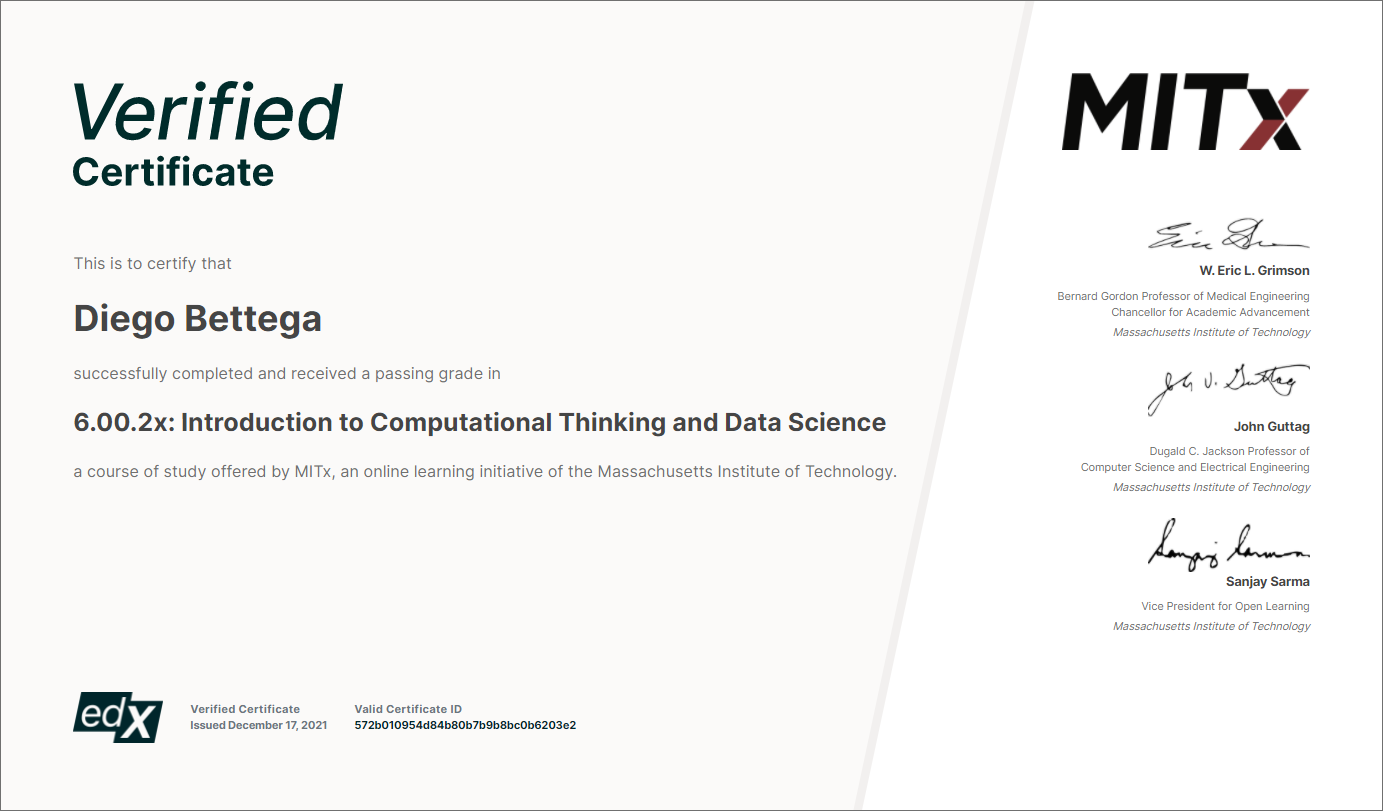 Verified
Certificate
This is to certify that
Diego Bettega
successfully completed and received a passing grade in
6.00.2x: Introduction to Computational Thinking and Data Science
a course of study offered by MITx, an online learning initiative of the Massachusetts Institute of Technology.
edX
Verified Certificate
Issued December 17, 2021
Valid Certificate ID
572b010954d84b80b7b9b8bc0b6203e2
MITx
W. Eric L. Grimson
Bernard Gordon Professor of Medical Engineering
Chancellor for Academic Advancement
Massachusetts Institute of Technology
John V. Guttag
John Guttag
Dugald C. Jackson Professor of
Computer Science and Electrical Engineering
Massachusetts Institute of Technology
Sanjay Sarma
Sanjay Sarma
Vice President for Open Learning
Massachusetts Institute of Technology